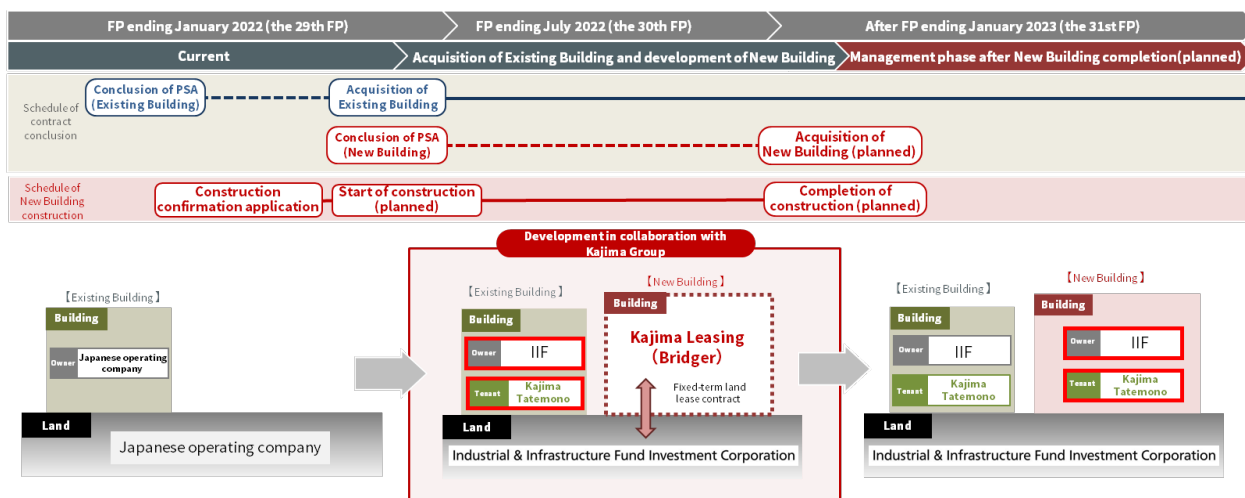 FP ending January 2022 (the 29th FP)
FP ending July 2022 (the 30th FP)
After FP ending January 2023 (the 31st FP)
Current
Acquisition of Existing Building and development of New Building
Management phase after New Building completion(planned)
Schedule of
contract
conclusion
Conclusion of PSA
(Existing Building)
Acquisition of
Existing Building
Conclusion of PSA
(New Building)
Acquisition of
New Building (planned)
Schedule of
New Building
construction
Construction
confirmation application
Start of construction
(planned)
Completion of
construction (planned)
Development in collaboration with
Kajima Group
【Existing Building】
Building
Owner
Japanese operating
company
Land
Japanese operating company
【Existing Building】
Building
Owner
IIF
Tenant
Kajima
Tatemono
【New Building】
Building
Kajima Leasing
(Bridger)
Fixed-term land
lease contract
Land
Industrial & Infrastructure Fund Investment Corporation
【Existing Building】
Building
Owner
IIF
Tenant
Kajima
Tatemono
【New Building】
Building
Owner
IIF
Tenant
Kajima
Tatemono
Land
Industrial & Infrastructure Fund Investment Corporation